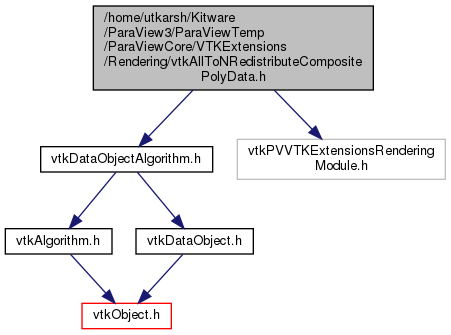 /home/utkarsh/Kitware
/ParaView3/ParaViewTemp
/ParaViewCore/VTKExtensions
/Rendering/vtkAllToNRedistributeComposite
PolyData.h
vtkDataObjectAlgorithm.h
vtkPVVTKExtensionsRendering
Module.h
vtkAlgorithm.h
vtkDataObject.h
vtkObject.h